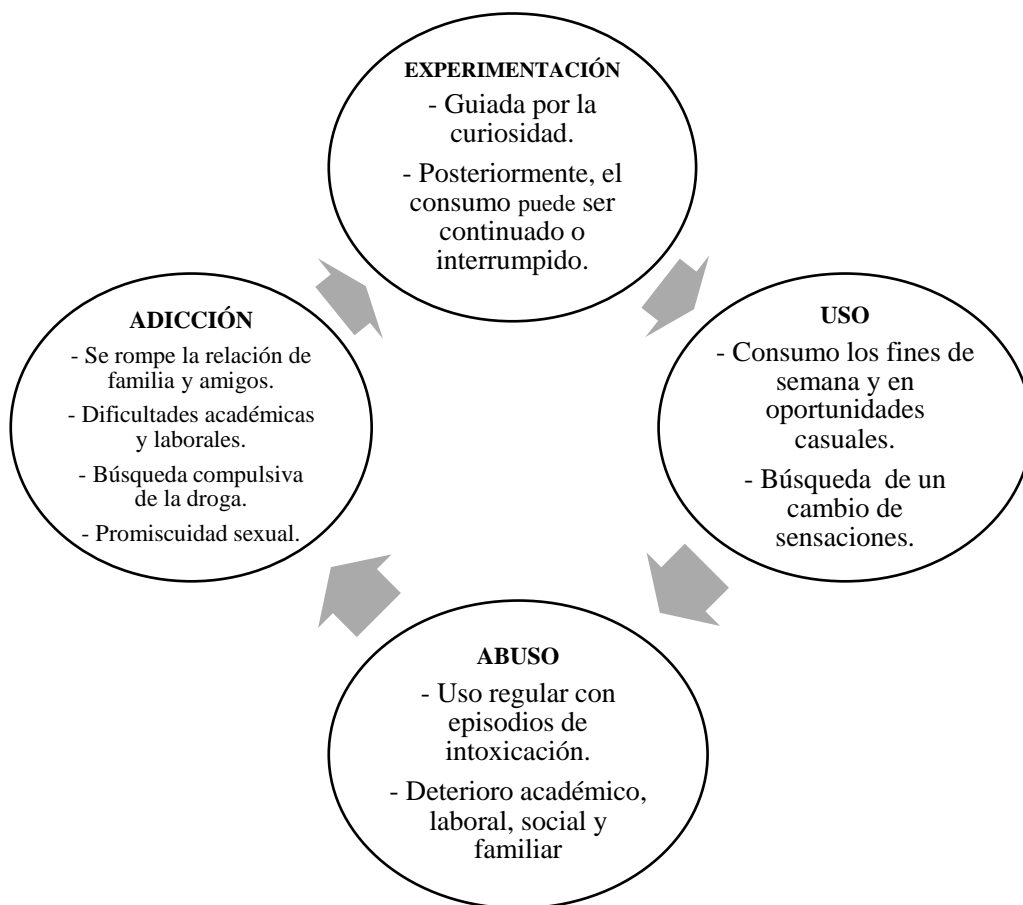 EXPERIMENTACIÓN
- Guiada por la
curiosidad.
- Posteriormente, el
consumo puede ser
continuado o
interrumpido.
USO
- Consumo los fines de
semana y en
oportunidades
casuales.
- Búsqueda de un
cambio de
sensaciones.
ABUSO
- Uso regular con
episodios de
intoxicación.
- Deterioro académico,
laboral, social y
familiar
ADICCIÓN
- Se rompe la relación de
familia y amigos.
- Dificultades académicas
y laborales.
- Búsqueda compulsiva
de la droga.
- Promiscuidad sexual.